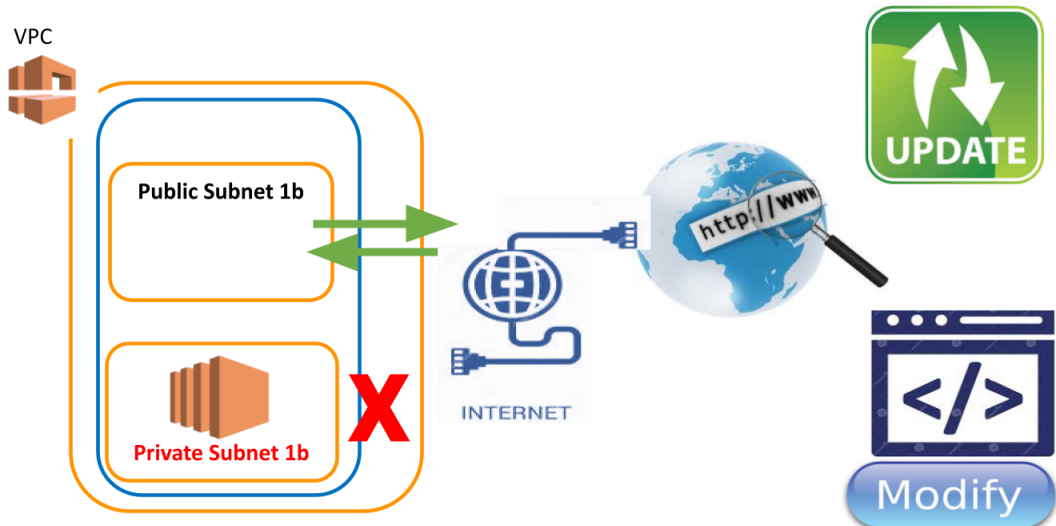 VPC
UPDATE
Public Subnet 1b
http://www
INTERNET
</>
Private Subnet 1b
Modify